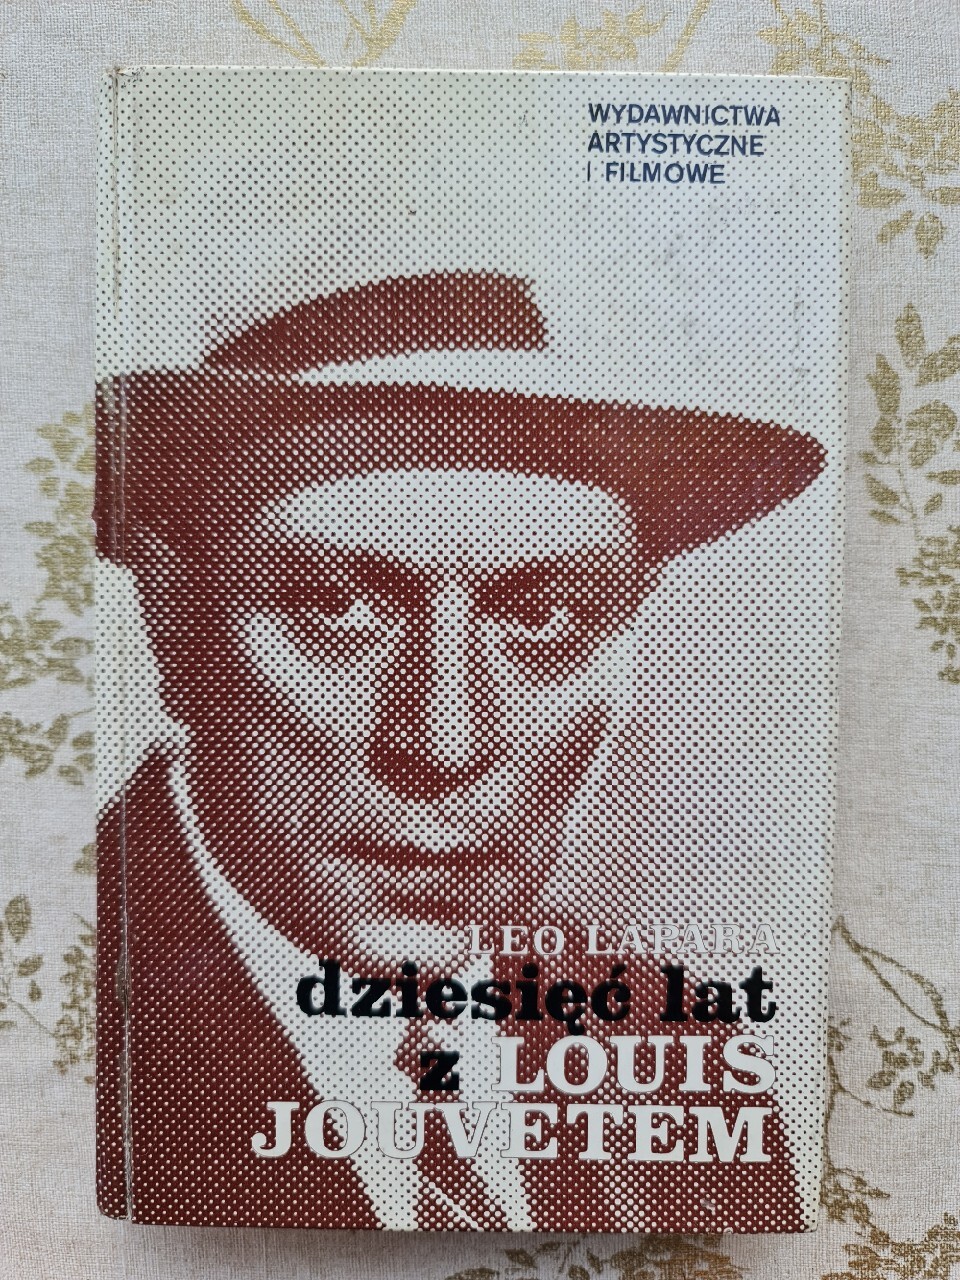 WYDAWNICTWA
ARTYSTYCZNE
I FILMOWE
LEO LAPARA
dziesięć lat
z LOUIS
JOUVETEM